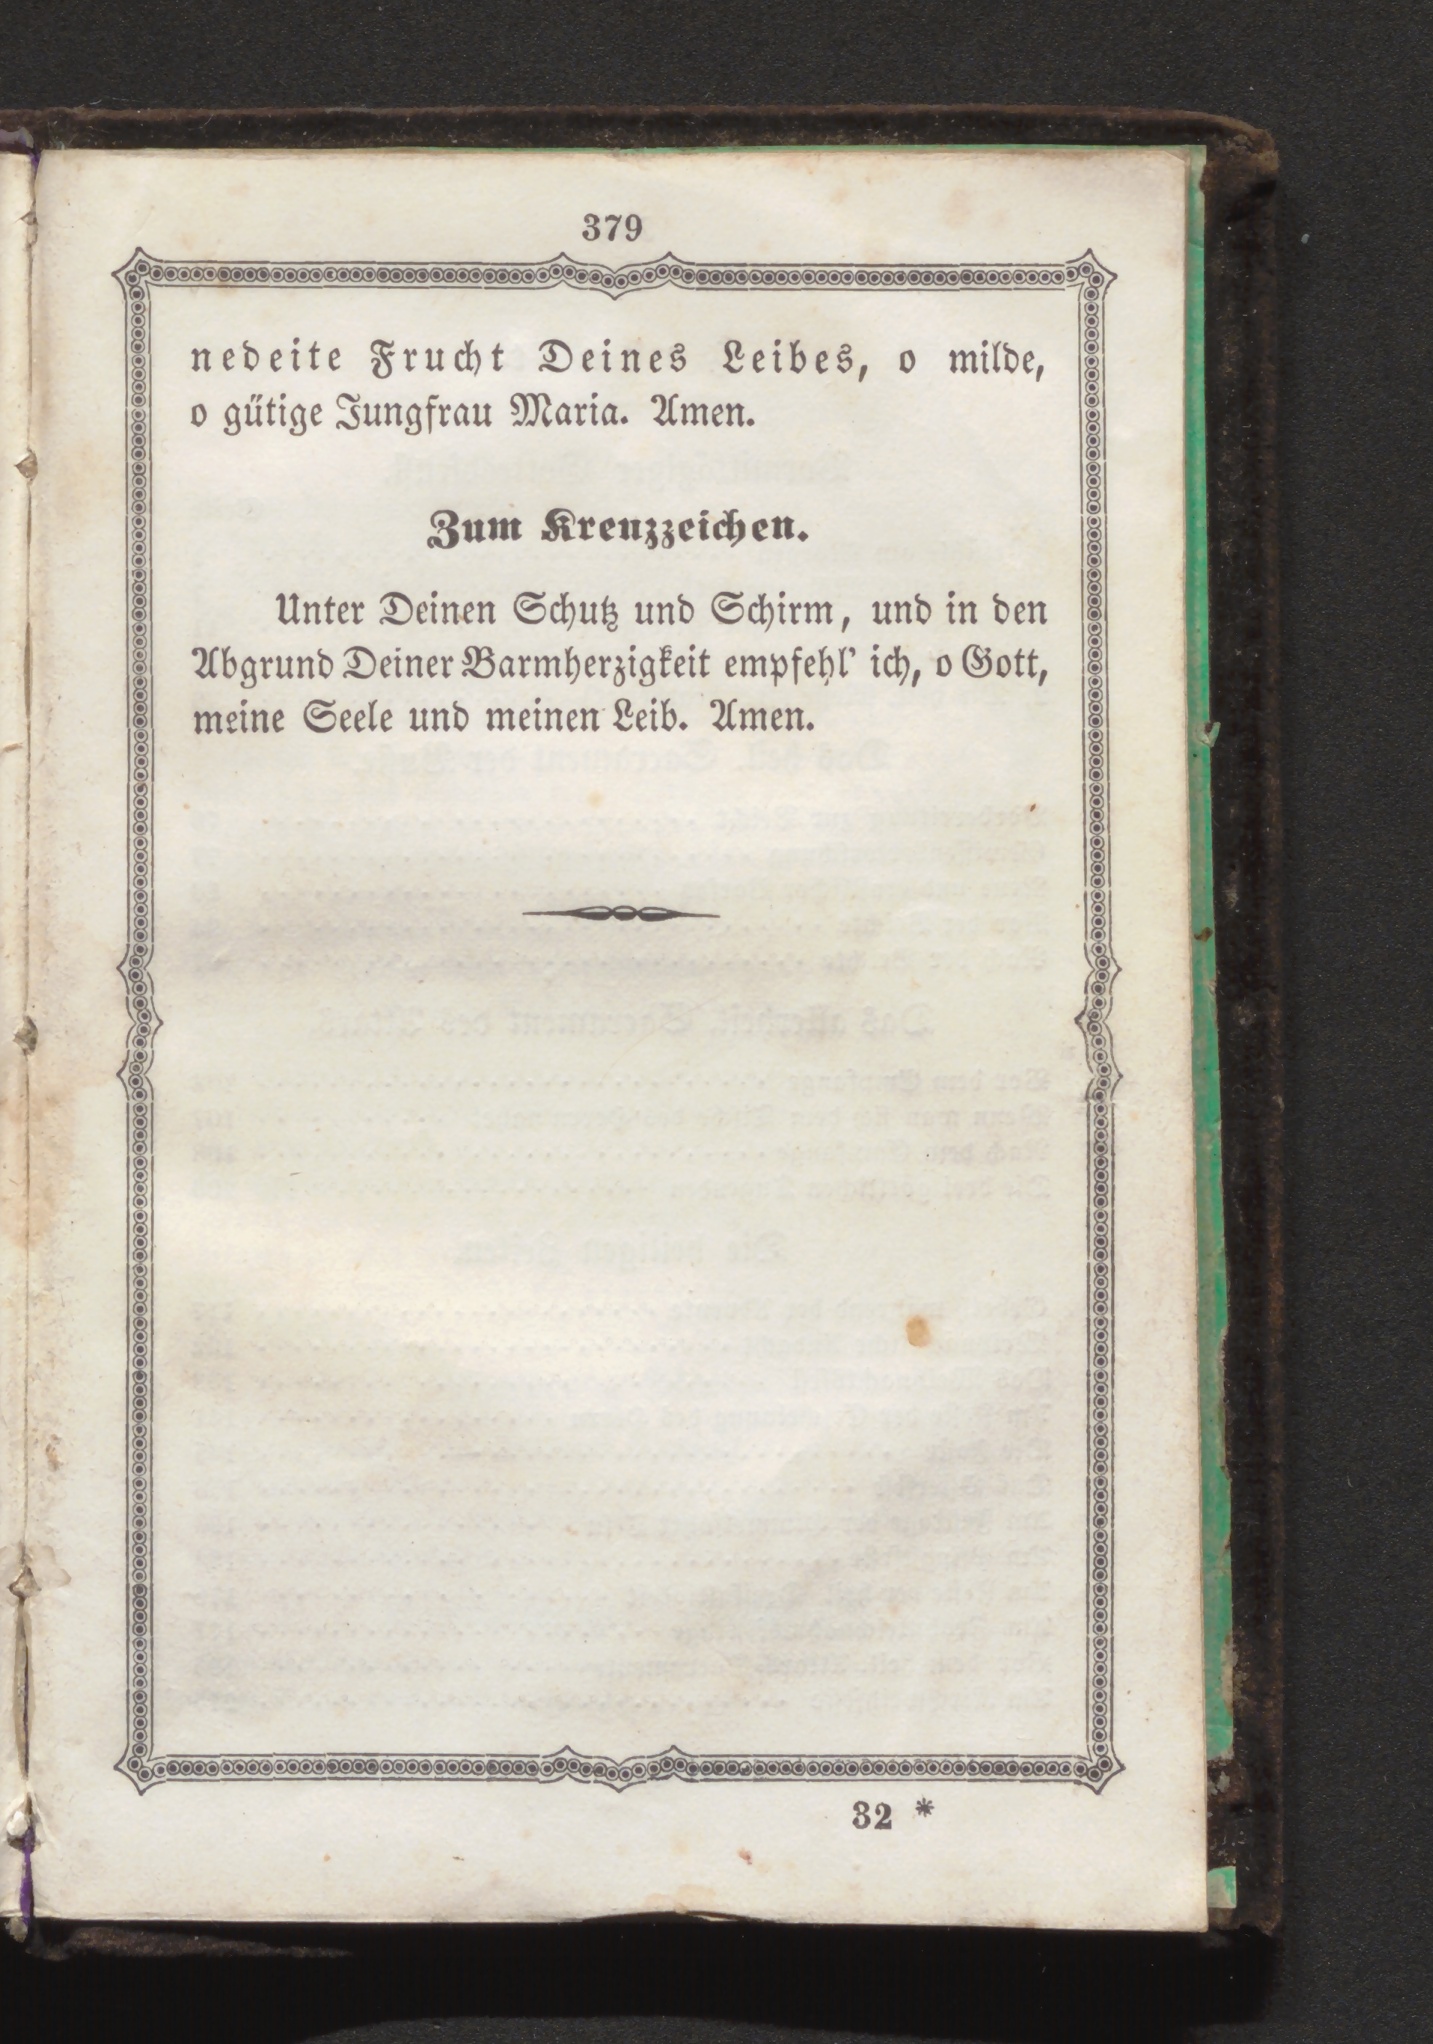 379
nedeite Frucht Deines Leibes, o milde,
o gütige Jungfrau Maria. Amen.
Zum Kreuzzeichen.
Unter Deinen Schutz und Schirm, und in den
Abgrund Deiner Barmherzigkeit empfehl' ich, o Gott,
meine Seele und meinen Leib. Amen.
32 *